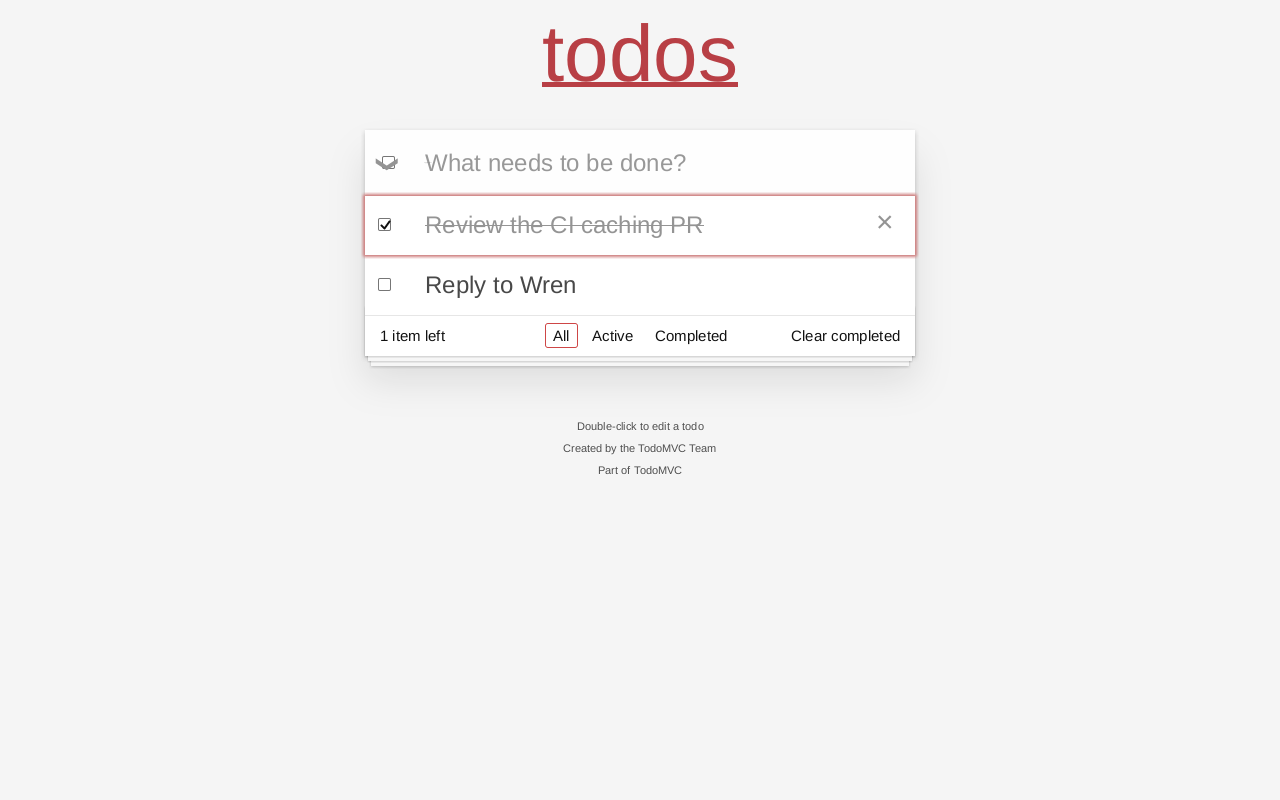 todos
What needs to be done?
Review the CI caching PR
Reply to Wren
1 item left All Active Completed Clear completed
Double-click to edit a todo
Created by the TodoMVC Team
Part of TodoMVC